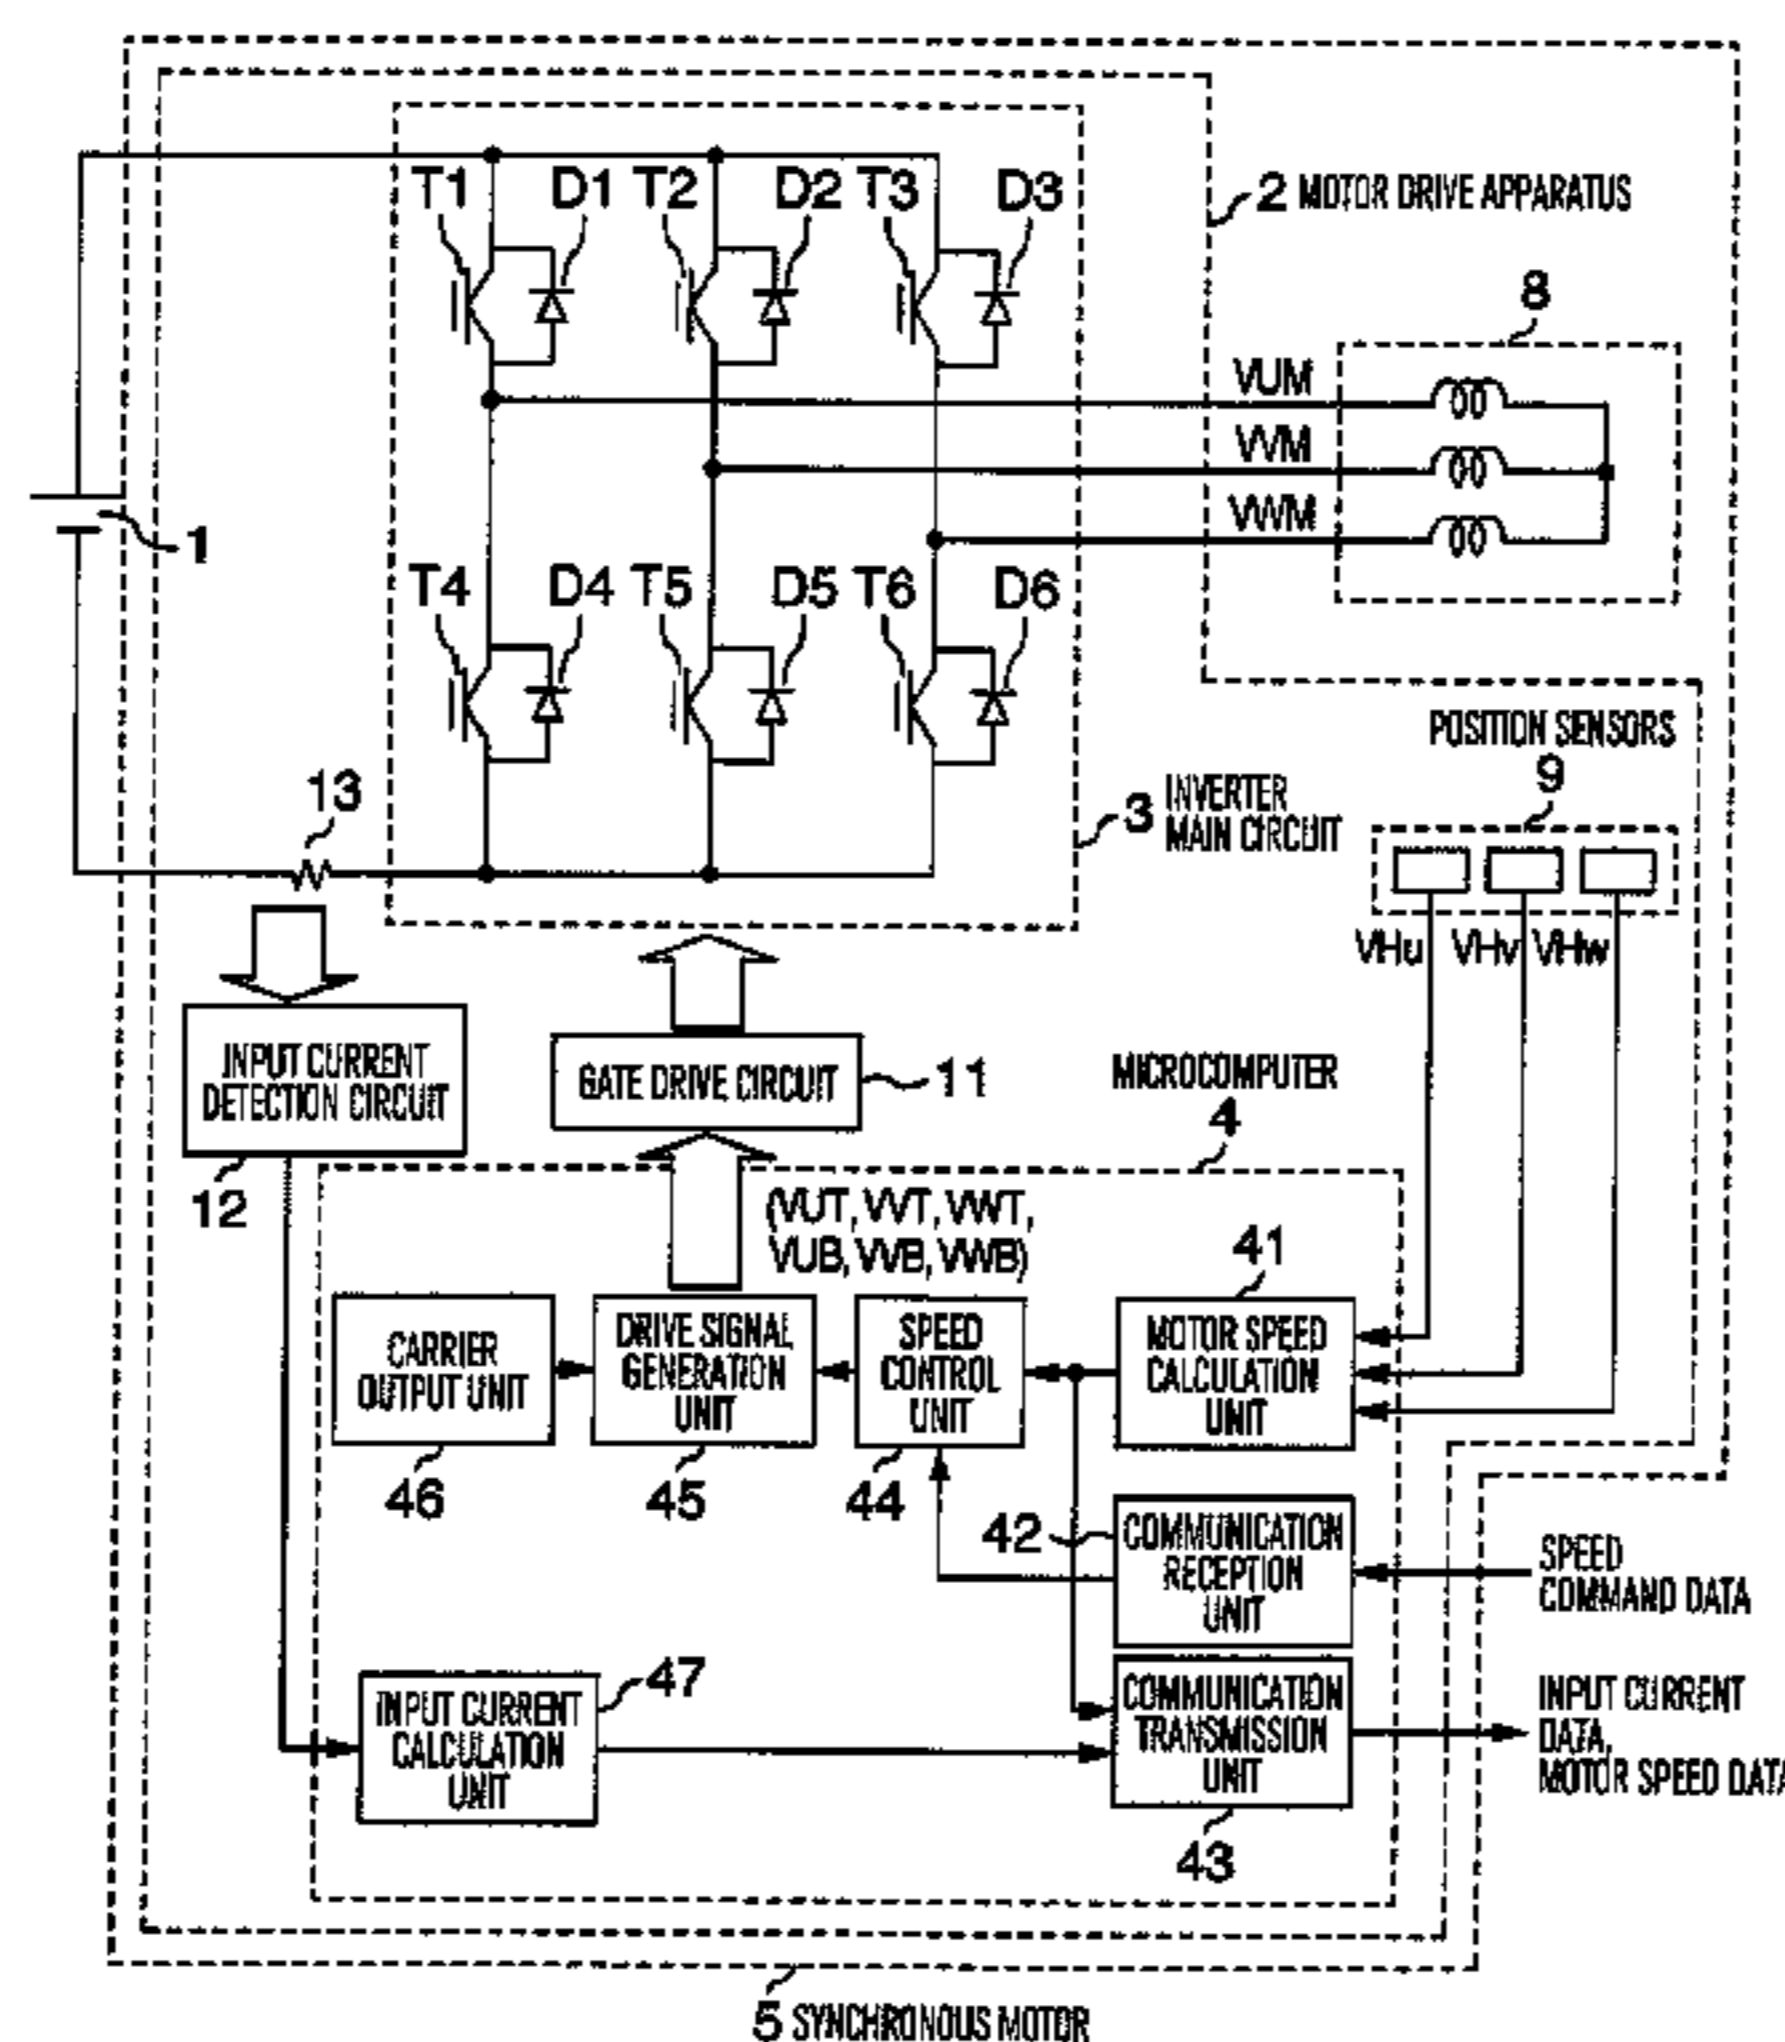 T1 D1 T2 D2 T3 D3
2 MOTOR DRIVE APPARATUS
8
VUM
VVM
VWM
1
T4 D4 T5 D5 T6 D6
POSITION SENSORS
9
13
3 INVERTER
MAIN CIRCUIT
VHu VHv VHw
INPUT CURRENT
DETECTION CIRCUIT
12
GATE DRIVE CIRCUIT
11
MICROCOMPUTER
4
(VUT, VVT, VWT,
VUB, VVB, VWB)
41
CARRIER
OUTPUT UNIT
46
DRIVE SIGNAL
GENERATION
UNIT
45
SPEED
CONTROL
UNIT
44
MOTOR SPEED
CALCULATION
UNIT
42
COMMUNICATION
RECEPTION
UNIT
SPEED
COMMAND DATA
47
INPUT CURRENT
CALCULATION
UNIT
COMMUNICATION
TRANSMISSION
UNIT
43
INPUT CURRENT
DATA,
MOTOR SPEED DATA
5 SYNCHRONOUS MOTOR